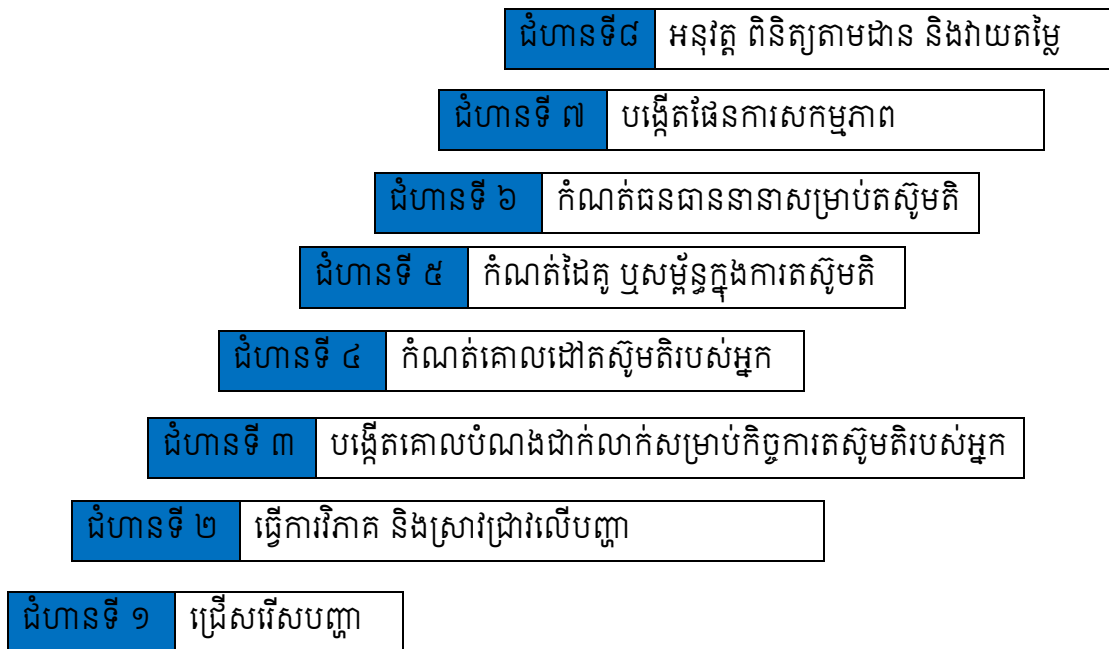 ជំហានទី៨ អនុវត្ត ពិនិត្យតាមដាន និងវាយតម្លៃ
ជំហានទី ៧ បង្កើតផែនការសកម្មភាព
ជំហានទី ៦ កំណត់ធនធាននានាសម្រាប់តស៊ូមតិ
ជំហានទី ៥ កំណត់ដៃគូ ឬសម្ព័ន្ធក្នុងការតស៊ូមតិ
ជំហានទី ៤ កំណត់គោលដៅតស៊ូមតិរបស់អ្នក
ជំហានទី ៣ បង្កើតគោលបំណងជាក់លាក់សម្រាប់កិច្ចការតស៊ូមតិរបស់អ្នក
ជំហានទី ២ ធ្វើការវិភាគ និងស្រាវជ្រាវលើបញ្ហា
ជំហានទី ១ ជ្រើសរើសបញ្ហា